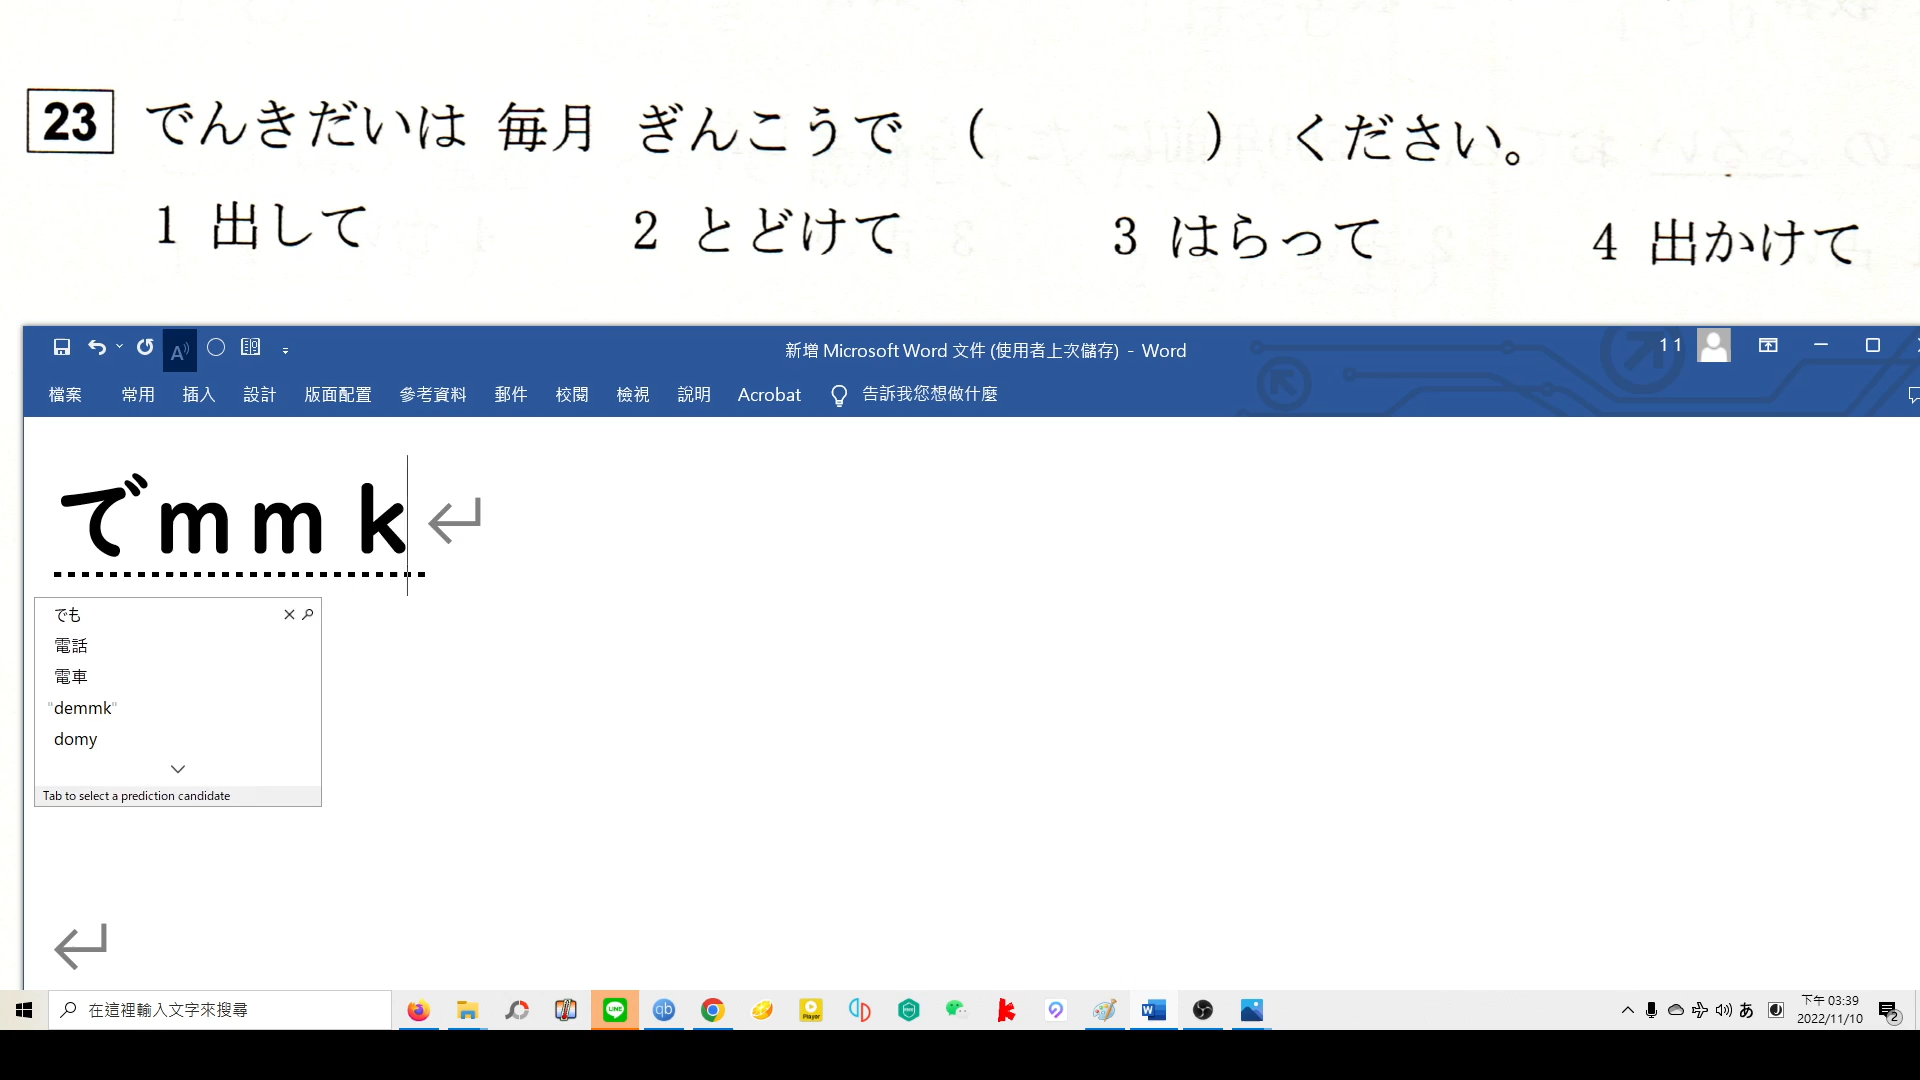 23 でんきだいは 毎月 ぎんこうで ( ) ください。
1 出して 2 とどけて 3 はらって 4 出かけて
新增 Microsoft Word 文件 (使用者上次儲存) - Word
1 1
檔案 常用 插入 設計 版面配置 參考資料 郵件 校閱 檢視 說明 Acrobat 告訴我您想做什麼
でｍｍｋ
でも
電話
電車
"demmk"
domy
Tab to select a prediction candidate
在這裡輸入文字來搜尋
あ
下午 03:39
2022/11/10
2